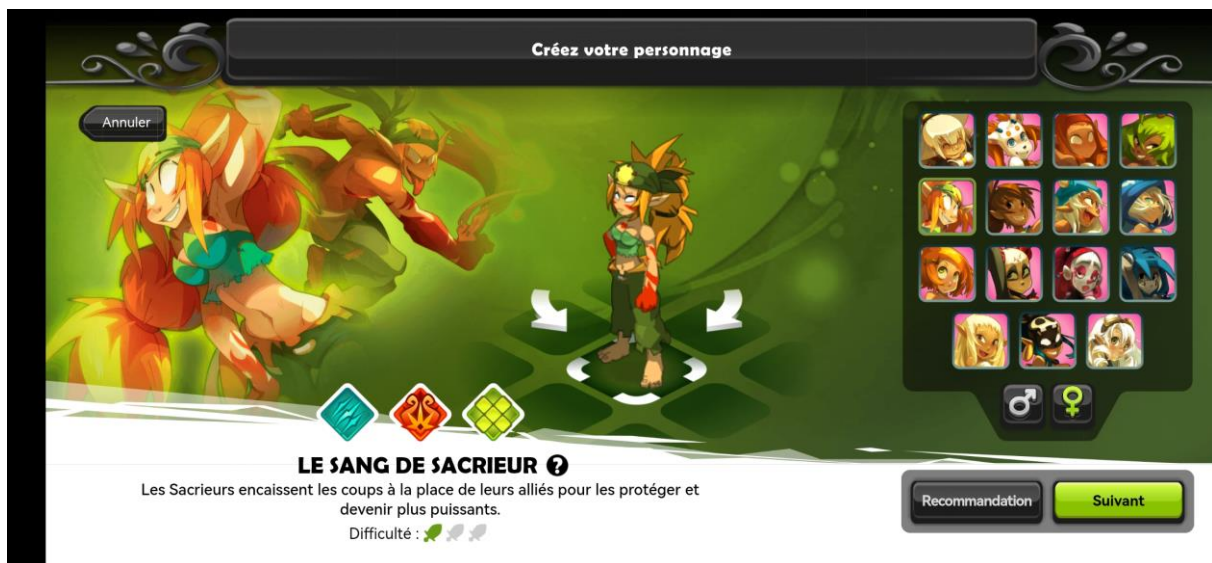 Créez votre personnage
Annuler
LE SANG DE SACRIEUR ?
Les Sacrieurs encaissent les coups à la place de leurs alliés pour les protéger et
devenir plus puissants.
Difficulté :
Recommandation
Suivant